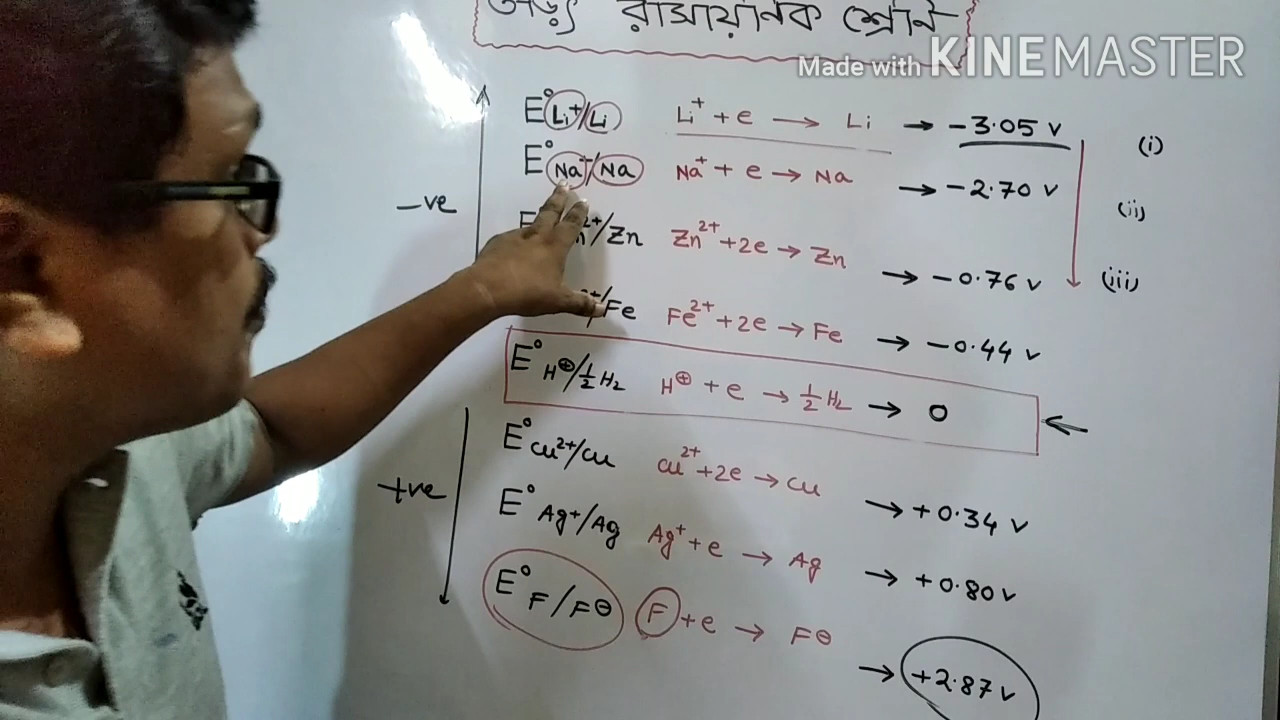 রাসায়নিক শ্রেণি
Made with KINEMASTER
E° Li⁺/Li Li⁺ + e → Li → -3.05 v (i)
E° Na⁺/Na Na⁺ + e → Na → -2.70 v (ii)
-ve
E° ²⁺/Zn Zn²⁺ + 2e → Zn → -0.76 v (iii)
²⁺/Fe Fe²⁺ + 2e → Fe → -0.44 v
E° H⊕/½H₂ H⊕ + e → ½H₂ → 0 ←
E° Cu²⁺/Cu Cu²⁺ + 2e → Cu → +0.34 v
+ve
E° Ag⁺/Ag Ag⁺ + e → Ag → +0.80 v
E° F/F⊖ F + e → F⊖ → +2.87 v